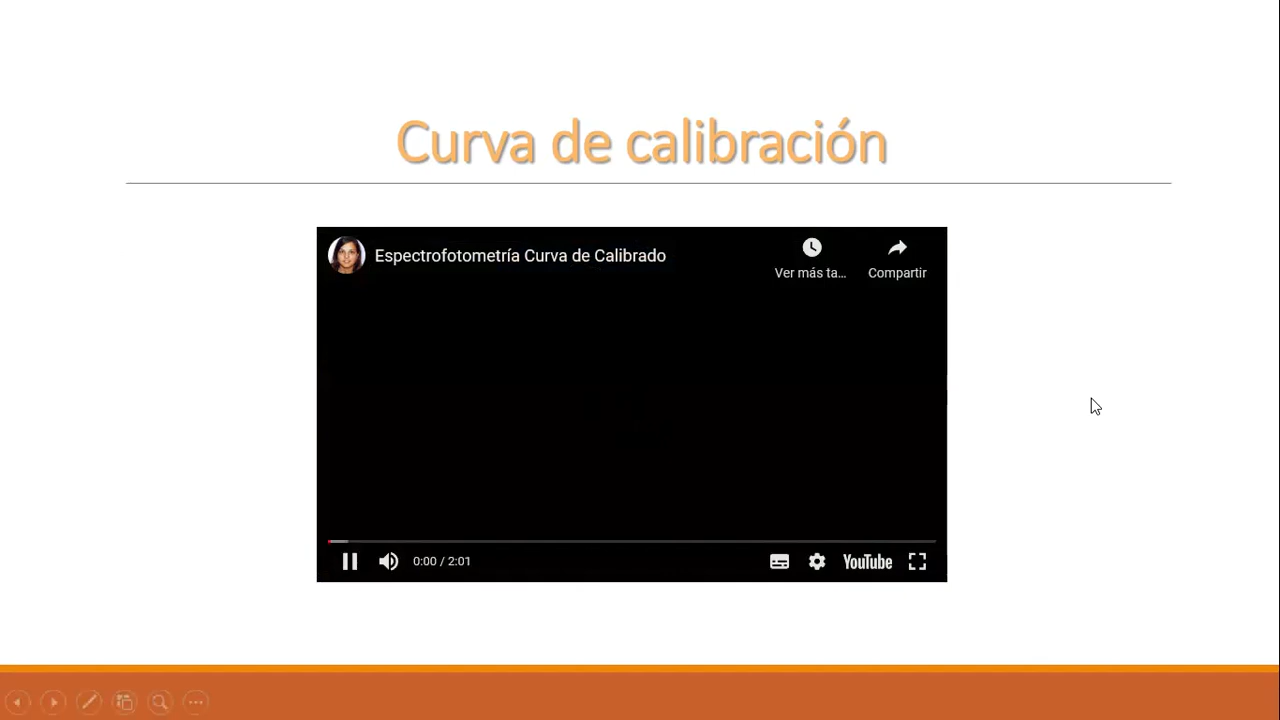 Curva de calibración
Espectrofotometría Curva de Calibrado
Ver más ta...
Compartir
0:00 / 2:01
YouTube